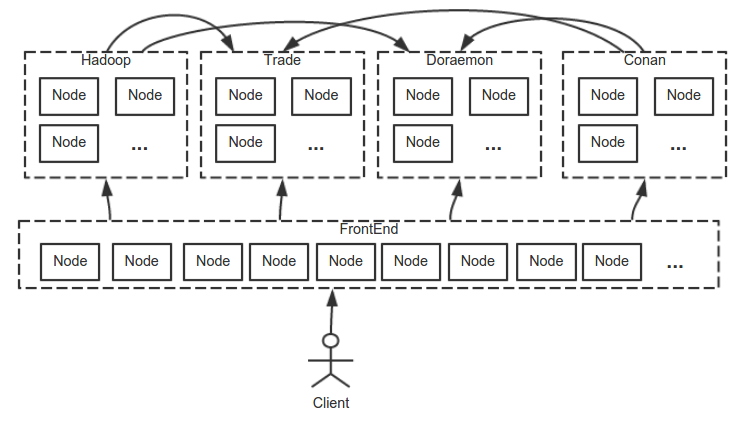 Hadoop Trade Doraemon Conan
Node Node Node Node Node Node Node Node
Node ... Node ... Node ... Node ...
FrontEnd
Node Node Node Node Node Node Node Node Node ...
Client